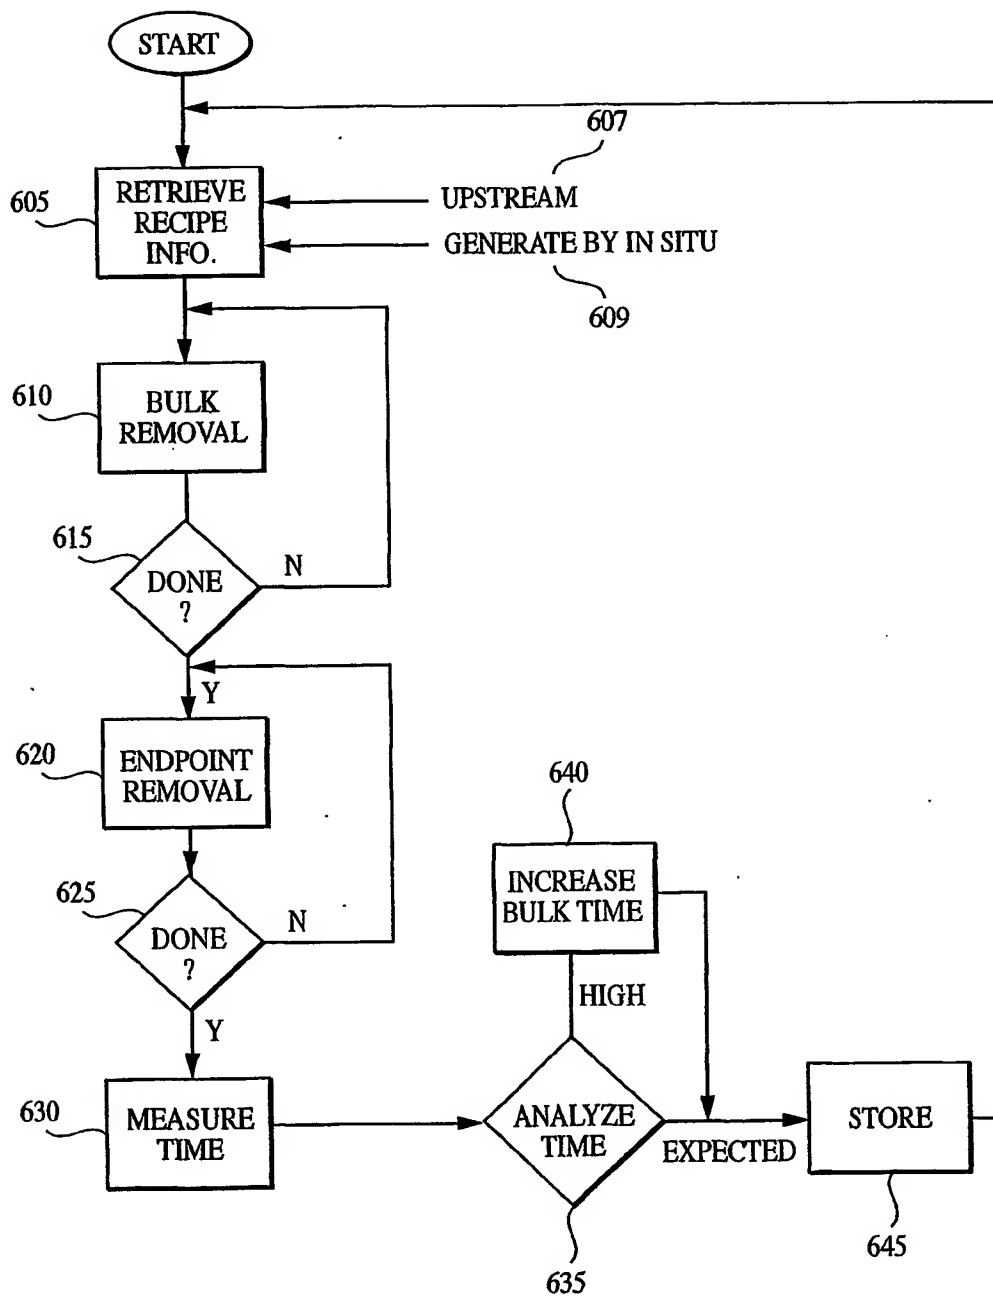 START
607
605
RETRIEVE
RECIPE
INFO.
UPSTREAM
GENERATE BY IN SITU
609
610
BULK
REMOVAL
615
DONE
?
N
Y
620
ENDPOINT
REMOVAL
640
INCREASE
BULK TIME
625
DONE
?
N
HIGH
Y
630
MEASURE
TIME
ANALYZE
TIME
EXPECTED
STORE
635
645